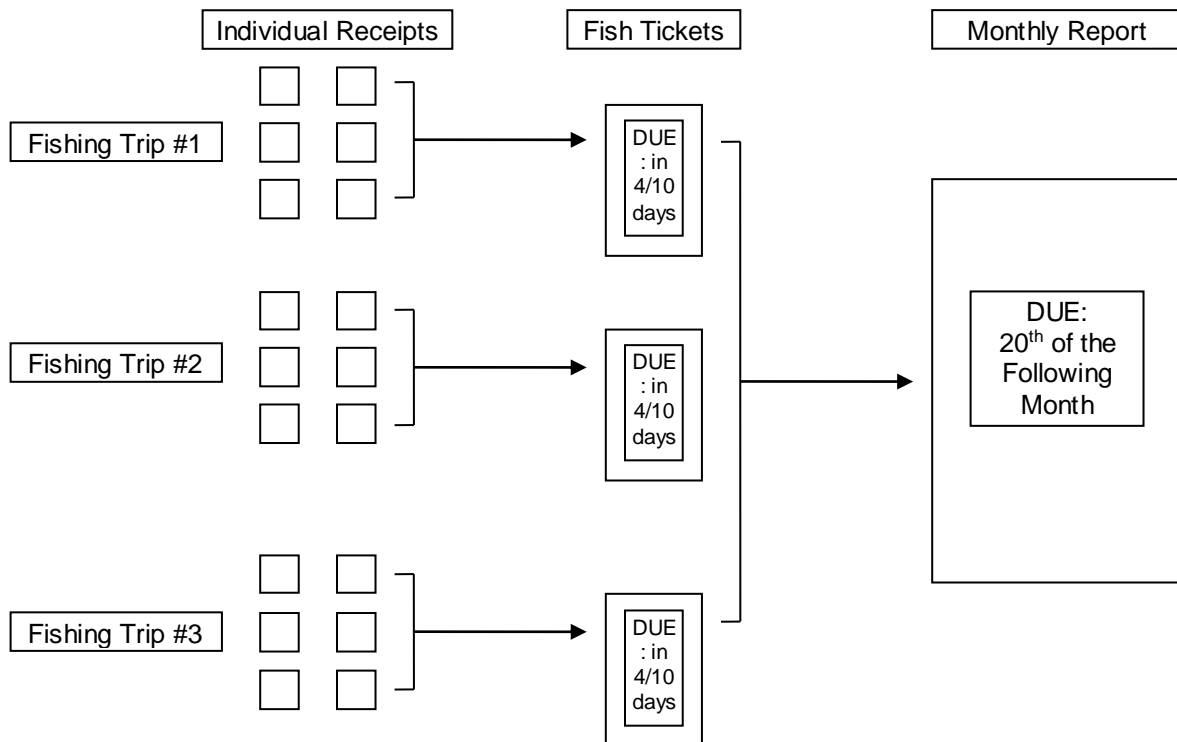 Individual Receipts
Fish Tickets
Monthly Report
Fishing Trip #1
DUE
: in
4/10
days
Fishing Trip #2
DUE
: in
4/10
days
DUE:
20th of the
Following
Month
Fishing Trip #3
DUE
: in
4/10
days